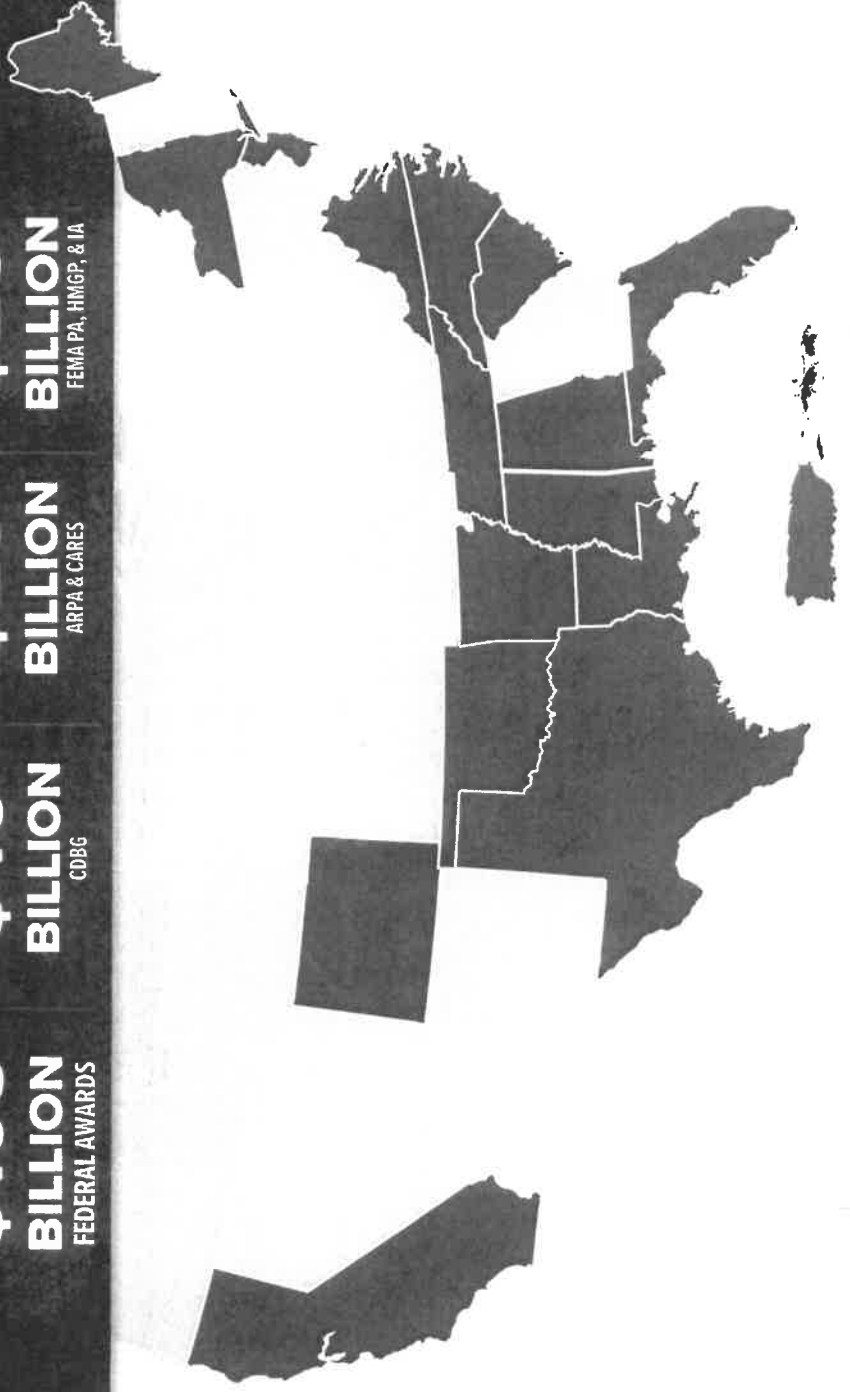 BILLION
FEDERAL AWARDS
BILLION
CDBG
BILLION
ARPA & CARES
BILLION
FEMA PA, HMGP, & IA